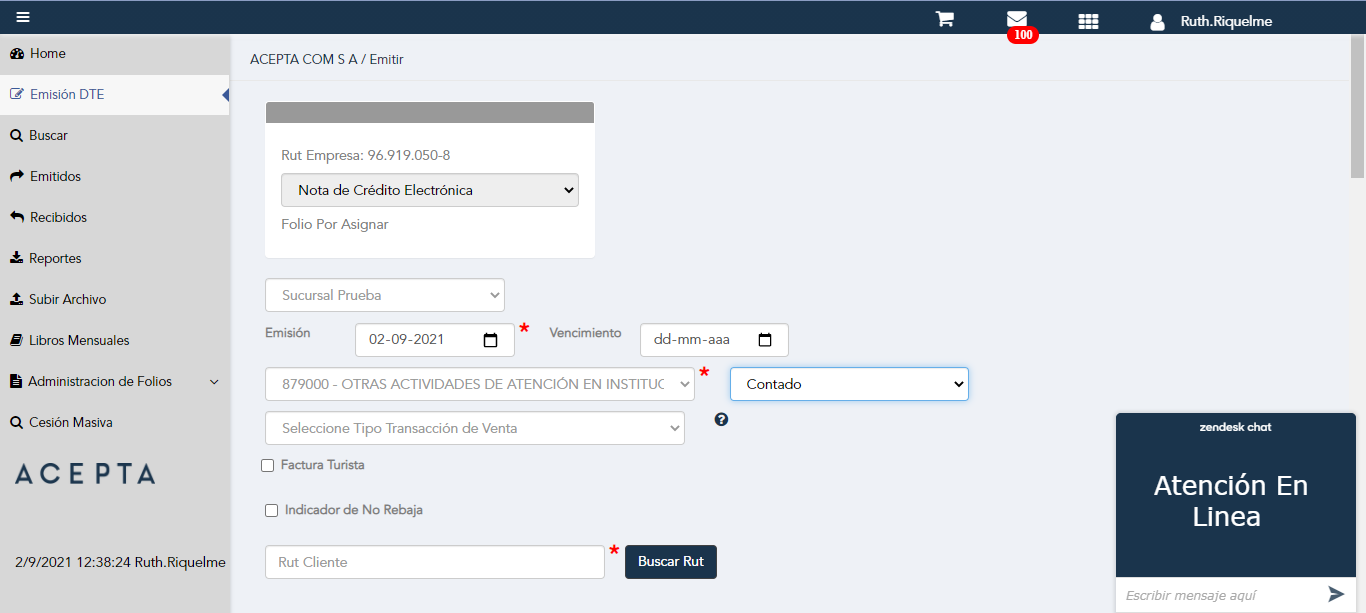 100
Ruth.Riquelme
Home
Emisión DTE
Buscar
Emitidos
Recibidos
Reportes
Subir Archivo
Libros Mensuales
Administracion de Folios
Cesión Masiva
ACEPTA
2/9/2021 12:38:24 Ruth.Riquelme
ACEPTA COM S A / Emitir
Rut Empresa: 96.919.050-8
Nota de Crédito Electrónica
Folio Por Asignar
Sucursal Prueba
Emisión
02-09-2021
*
Vencimiento
dd-mm-aaa
879000 - OTRAS ACTIVIDADES DE ATENCIÓN EN INSTITUC
*
Contado
Seleccione Tipo Transacción de Venta
?
Factura Turista
Indicador de No Rebaja
Rut Cliente
*
Buscar Rut
zendesk chat
Atención En
Linea
Escribir mensaje aquí